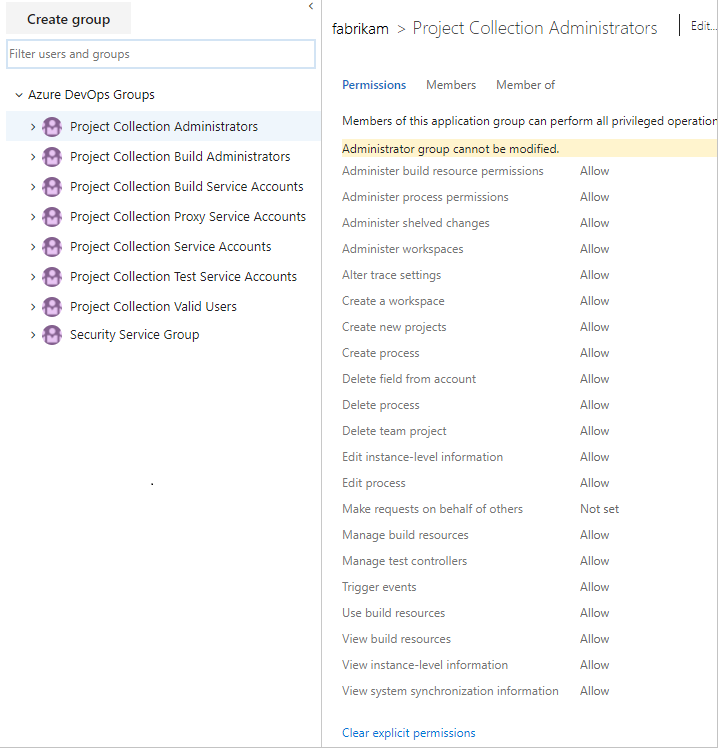 Create group
Filter users and groups
Azure DevOps Groups
Project Collection Administrators
Project Collection Build Administrators
Project Collection Build Service Accounts
Project Collection Proxy Service Accounts
Project Collection Service Accounts
Project Collection Test Service Accounts
Project Collection Valid Users
Security Service Group
fabrikam > Project Collection Administrators | Edit...
Permissions Members Member of
Members of this application group can perform all privileged operation
Administrator group cannot be modified.
Administer build resource permissions Allow
Administer process permissions Allow
Administer shelved changes Allow
Administer workspaces Allow
Alter trace settings Allow
Create a workspace Allow
Create new projects Allow
Create process Allow
Delete field from account Allow
Delete process Allow
Delete team project Allow
Edit instance-level information Allow
Edit process Allow
Make requests on behalf of others Not set
Manage build resources Allow
Manage test controllers Allow
Trigger events Allow
Use build resources Allow
View build resources Allow
View instance-level information Allow
View system synchronization information Allow
Clear explicit permissions